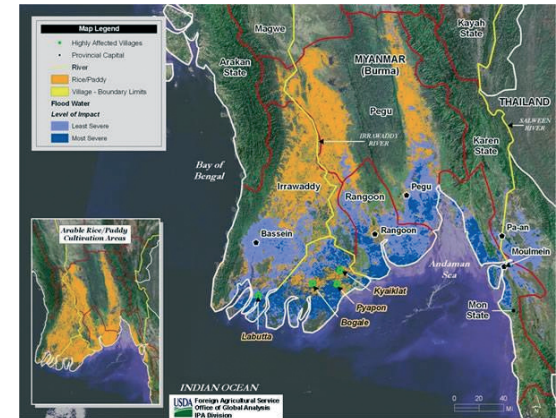 Map Legend
Highly Affected Villages
Provincial Capital
River
Rice/Paddy
Village - Boundary Limits
Flood Water
Level of Impact
Least Severe
Most Severe
Magwe
Arakan
State
MYANMAR
(Burma)
Kayah
State
THAILAND
SALWEEN
RIVER
Pegu
IRRAWADDY
RIVER
Karen
State
Bay of
Bengal
Irrawaddy
Rangoon
Pegu
Bassein
Rangoon
Pa-an
Moulmein
Andaman
Sea
Kyaiklat
Pyapon
Bogale
Labutta
Mon
State
Arable Rice/Paddy
Cultivation Areas
INDIAN OCEAN
USDA Foreign Agricultural Service
Office of Global Analysis
IPA Division
0 20 40
Mi